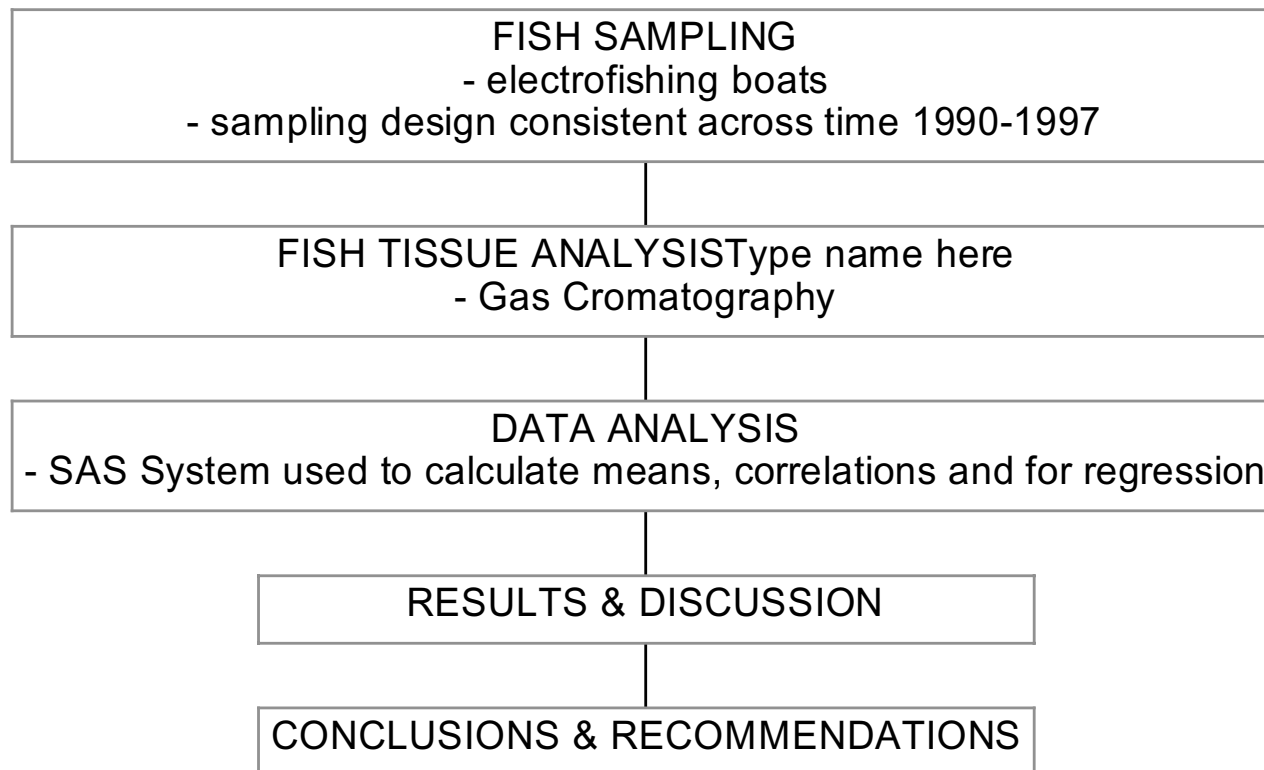 FISH SAMPLING
- electrofishing boats
- sampling design consistent across time 1990-1997
FISH TISSUE ANALYSISType name here
- Gas Cromatography
DATA ANALYSIS
- SAS System used to calculate means, correlations and for regression
RESULTS & DISCUSSION
CONCLUSIONS & RECOMMENDATIONS